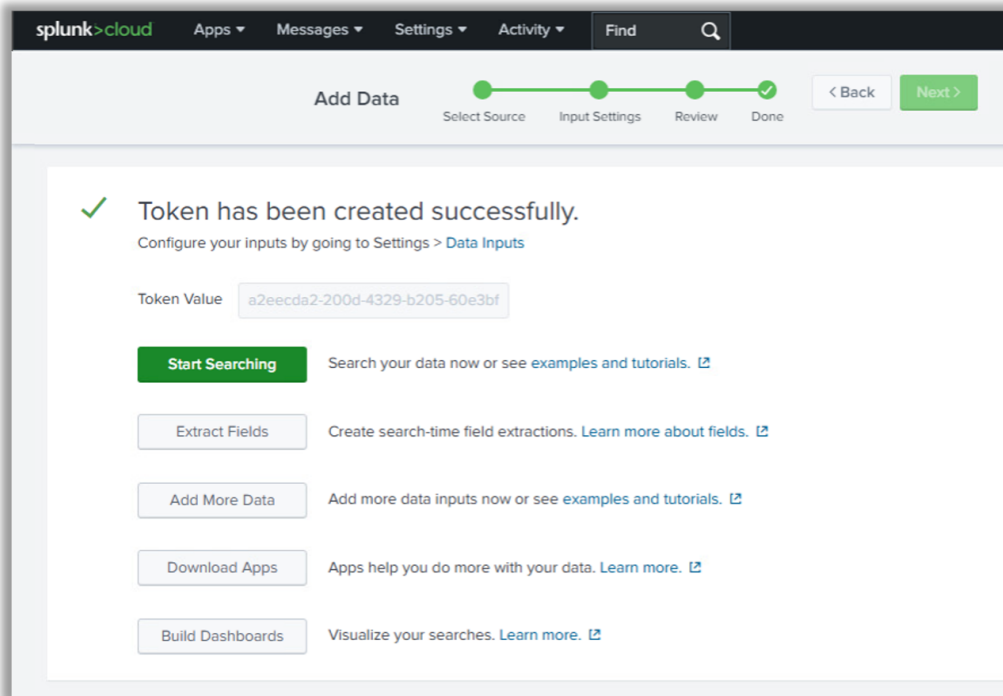 splunk>cloud Apps Messages Settings Activity Find
Add Data Select Source Input Settings Review Done < Back Next >
Token has been created successfully.
Configure your inputs by going to Settings > Data Inputs
Token Value a2eecda2-200d-4329-b205-60e3bf
Start Searching Search your data now or see examples and tutorials.
Extract Fields Create search-time field extractions. Learn more about fields.
Add More Data Add more data inputs now or see examples and tutorials.
Download Apps Apps help you do more with your data. Learn more.
Build Dashboards Visualize your searches. Learn more.